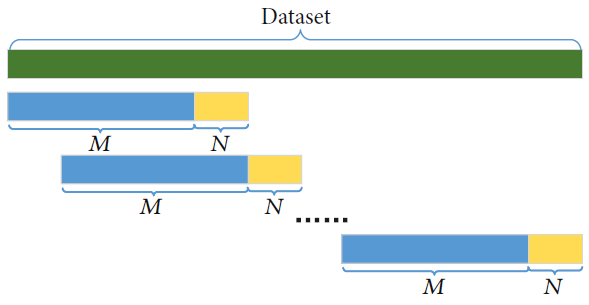 Dataset
M N
M N
......
M N